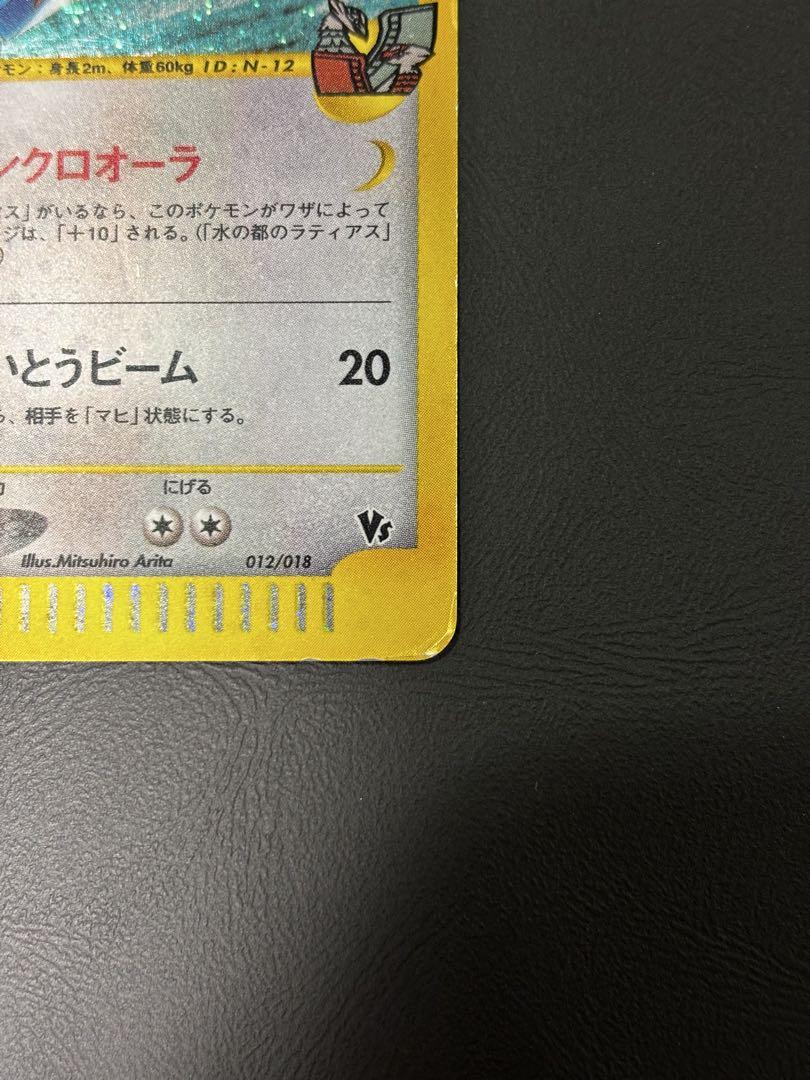 モン：身長2m、体重60kg ID：N-12
ンクロオーラ
ス」がいるなら、このポケモンがワザによって
ジは、「＋10」される。（「水の都のラティアス」
）
いとうビーム 20
、相手を「マヒ」状態にする。
にげる
Vs
Illus.Mitsuhiro Arita 012/018